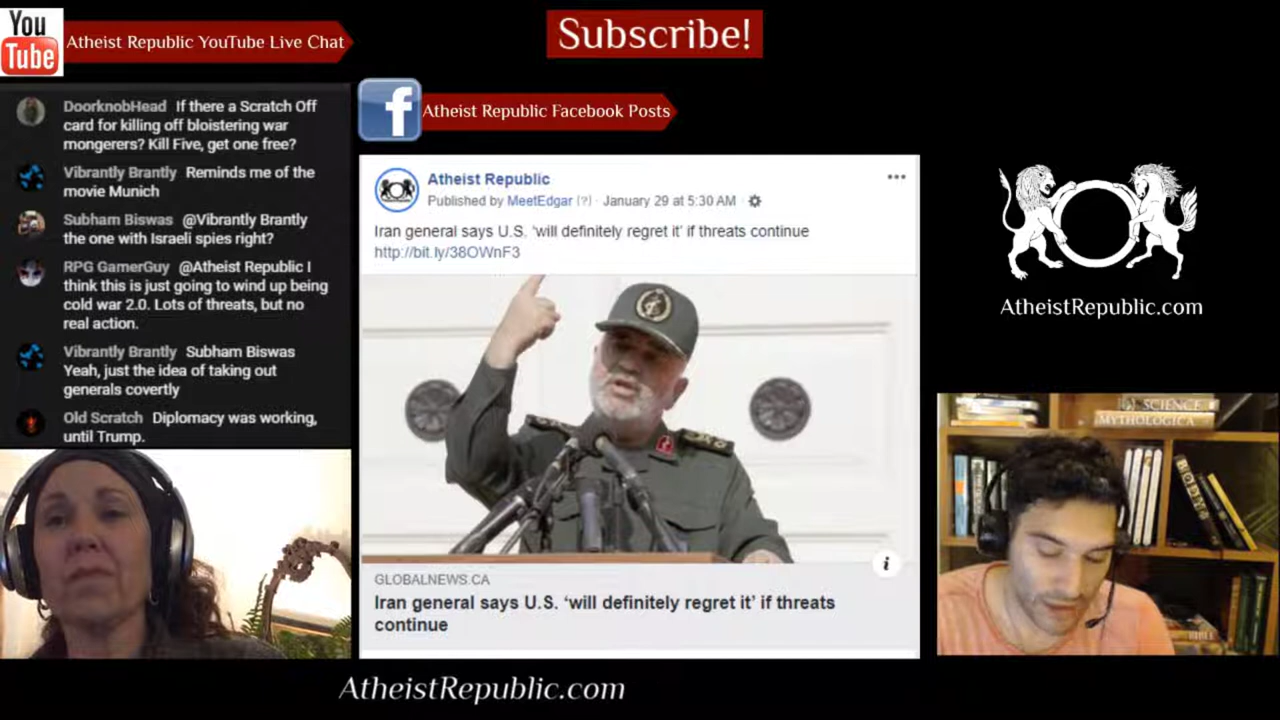 You
Tube
Atheist Republic YouTube Live Chat
Subscribe!
Atheist Republic Facebook Posts
DoorknobHead If there a Scratch Off
card for killing off bloistering war
mongerers? Kill Five, get one free?
Vibrantly Brantly Reminds me of the
movie Munich
Subham Biswas @Vibrantly Brantly
the one with Israeli spies right?
RPG GamerGuy @Atheist Republic I
think this is just going to wind up being
cold war 2.0. Lots of threats, but no
real action.
Vibrantly Brantly Subham Biswas
Yeah, just the idea of taking out
generals covertly
Old Scratch Diplomacy was working,
until Trump.
f
Atheist Republic
Published by MeetEdgar [?] · January 29 at 5:30 AM ·
Iran general says U.S. ‘will definitely regret it’ if threats continue
http://bit.ly/38OWnF3
i
GLOBALNEWS.CA
Iran general says U.S. ‘will definitely regret it’ if threats
continue
AtheistRepublic.com
SCIENCE
MYTHOLOGICA
BODY
BIBLE
AtheistRepublic.com